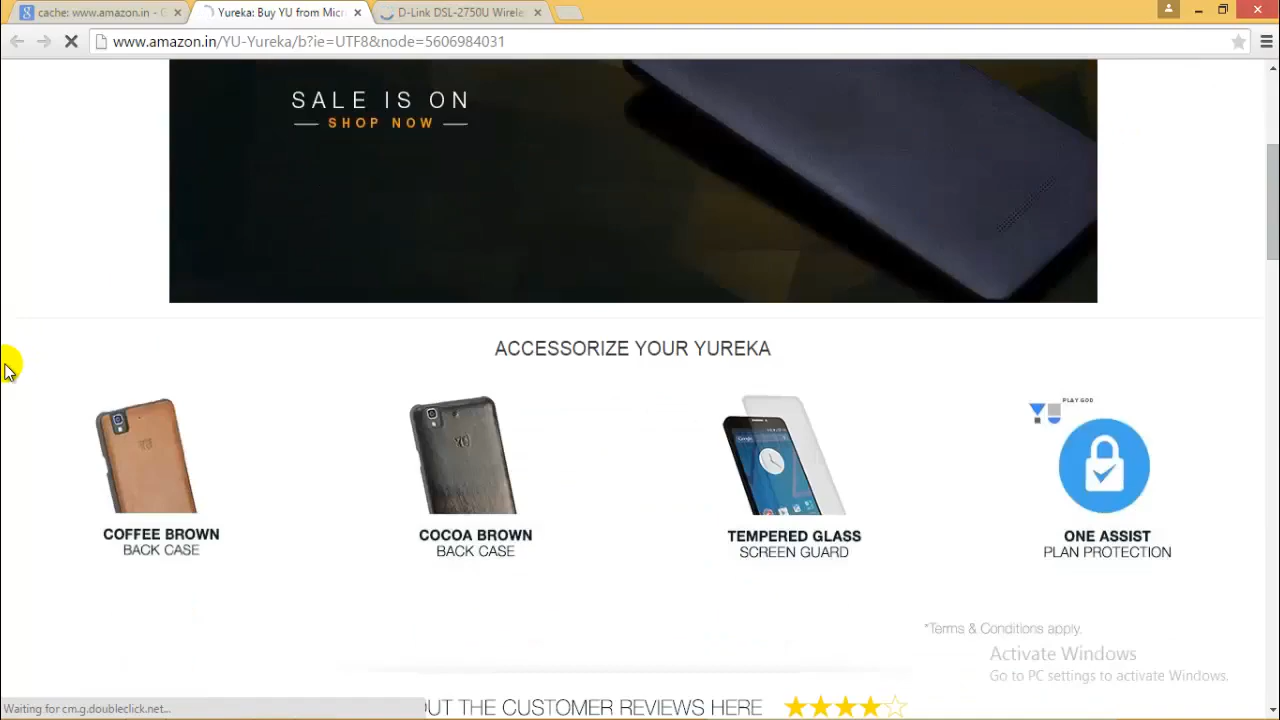 cache: www.amazon.in - G
Yureka: Buy YU from Micr
D-Link DSL-2750U Wirele
www.amazon.in/YU-Yureka/b?ie=UTF8&node=5606984031
SALE IS ON
SHOP NOW
ACCESSORIZE YOUR YUREKA
PLAY GOD
COFFEE BROWN
BACK CASE
COCOA BROWN
BACK CASE
TEMPERED GLASS
SCREEN GUARD
ONE ASSIST
PLAN PROTECTION
*Terms & Conditions apply.
Activate Windows
Go to PC settings to activate Windows.
Waiting for cm.g.doubleclick.net...
OUT THE CUSTOMER REVIEWS HERE